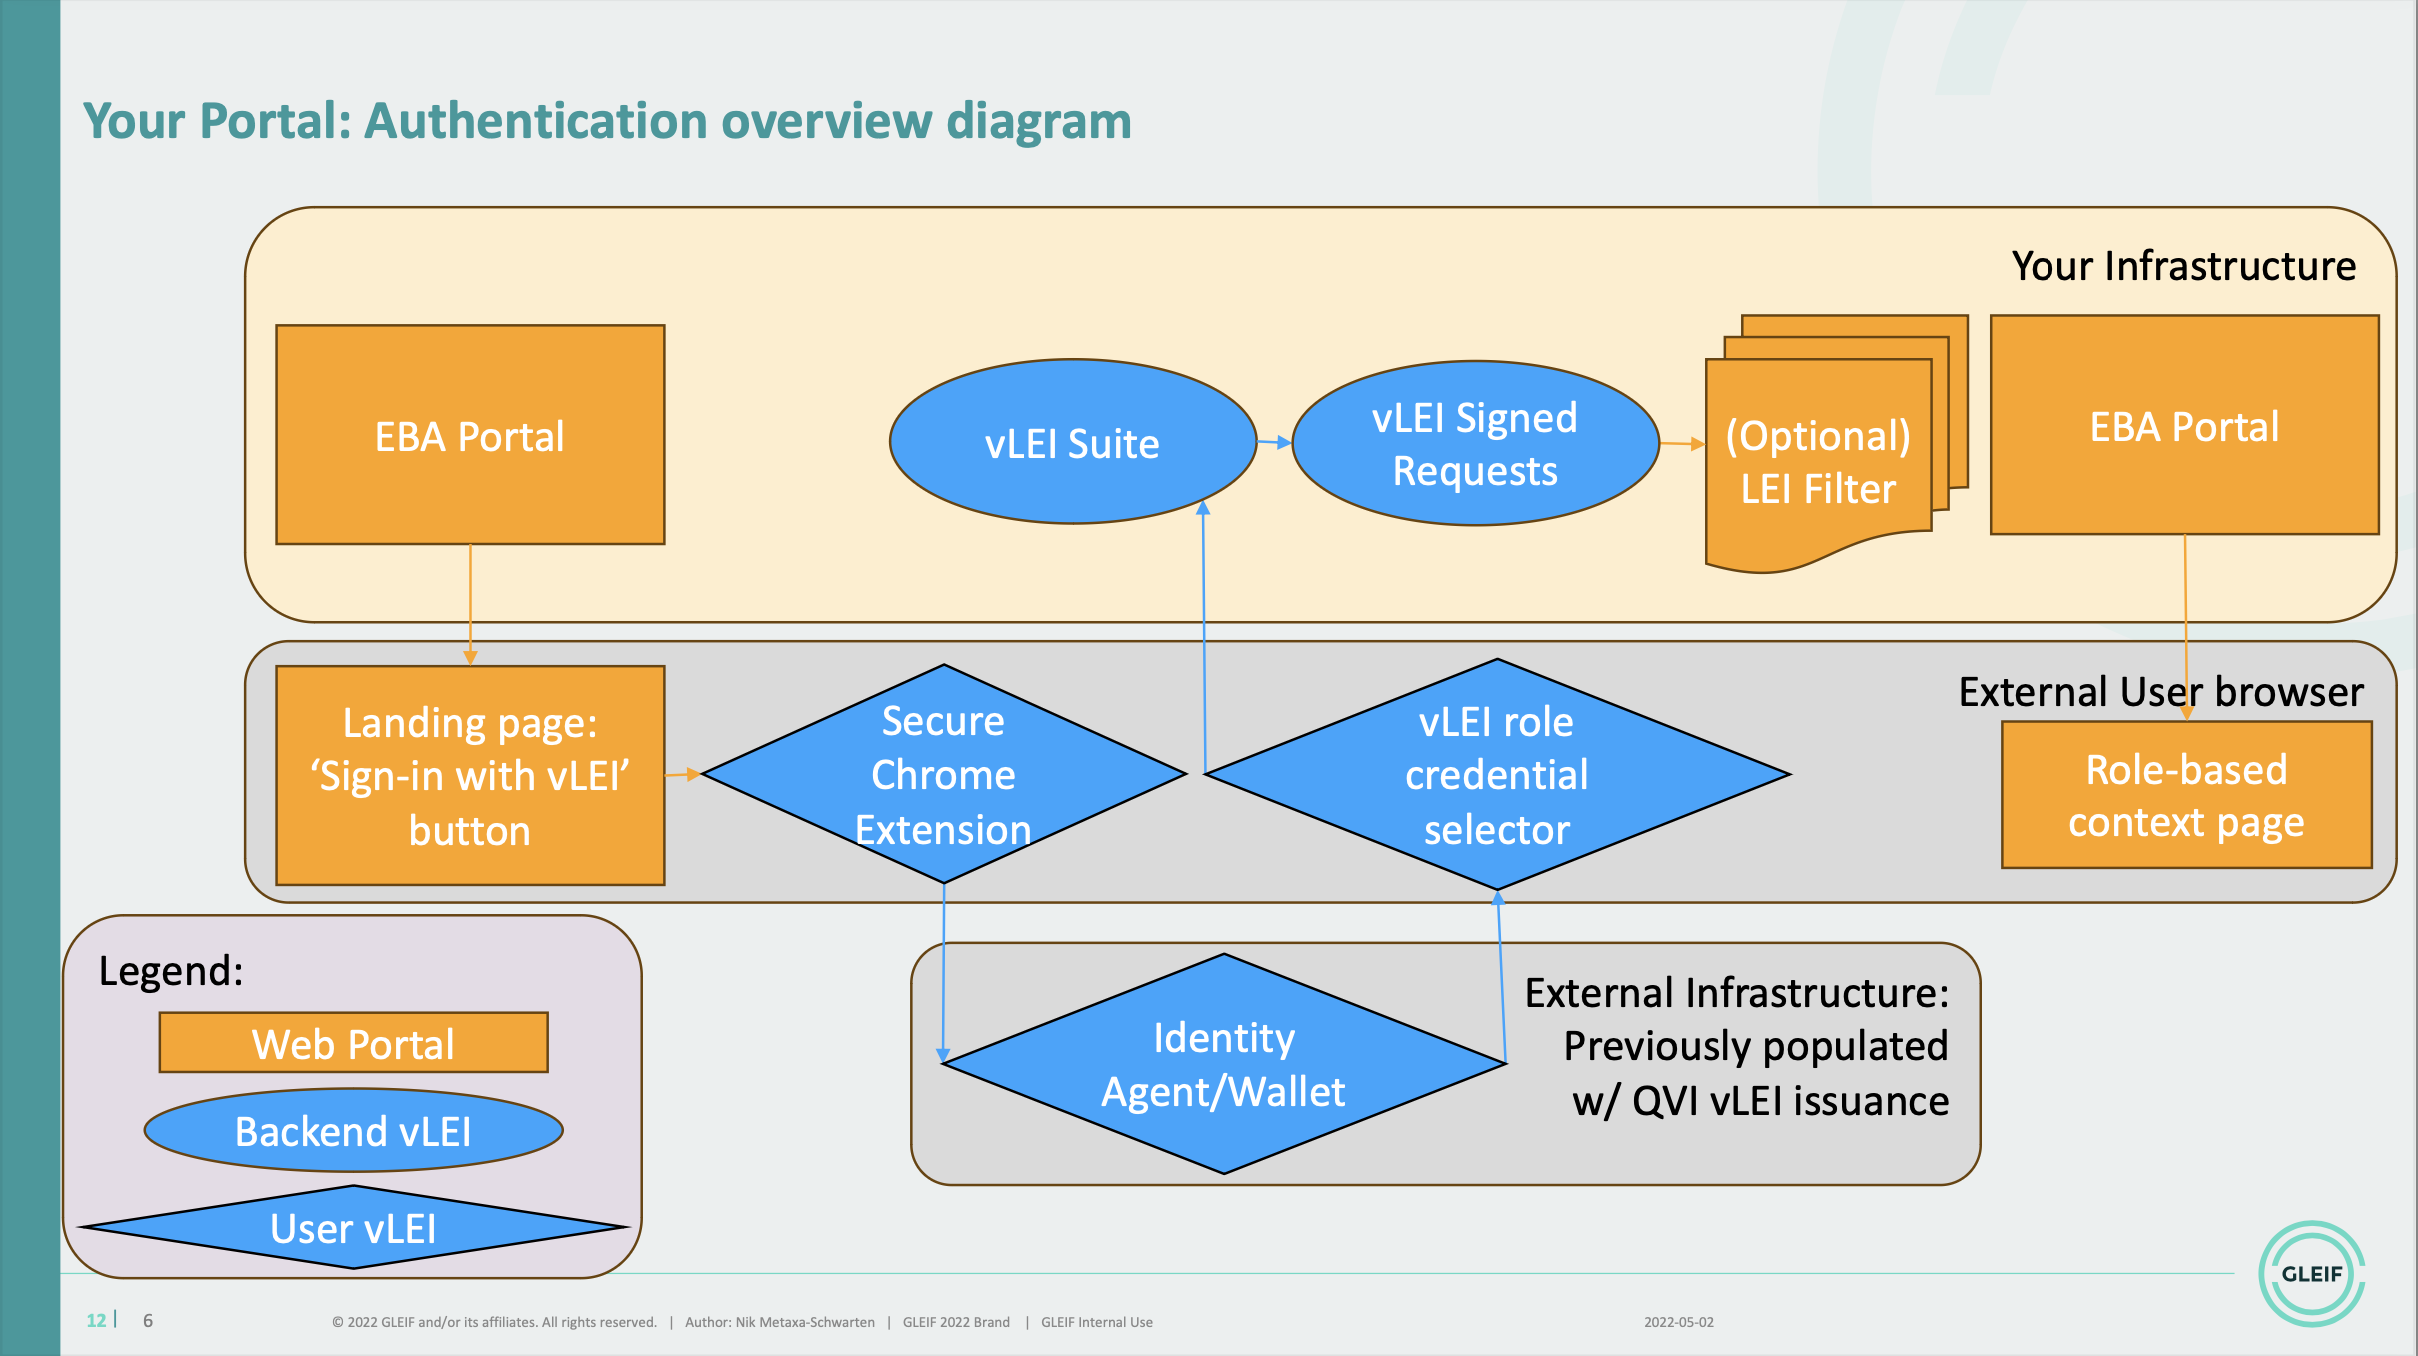 Your Portal: Authentication overview diagram
Your Infrastructure
EBA Portal
vLEI Suite
vLEI Signed
Requests
(Optional)
LEI Filter
EBA Portal
External User browser
Landing page:
‘Sign-in with vLEI’
button
Secure
Chrome
Extension
vLEI role
credential
selector
Role-based
context page
Legend:
Web Portal
Backend vLEI
User vLEI
Identity
Agent/Wallet
External Infrastructure:
Previously populated
w/ QVI vLEI issuance
GLEIF
12 | 6
© 2022 GLEIF and/or its affiliates. All rights reserved. | Author: Nik Metaxa-Schwarten | GLEIF 2022 Brand | GLEIF Internal Use
2022-05-02